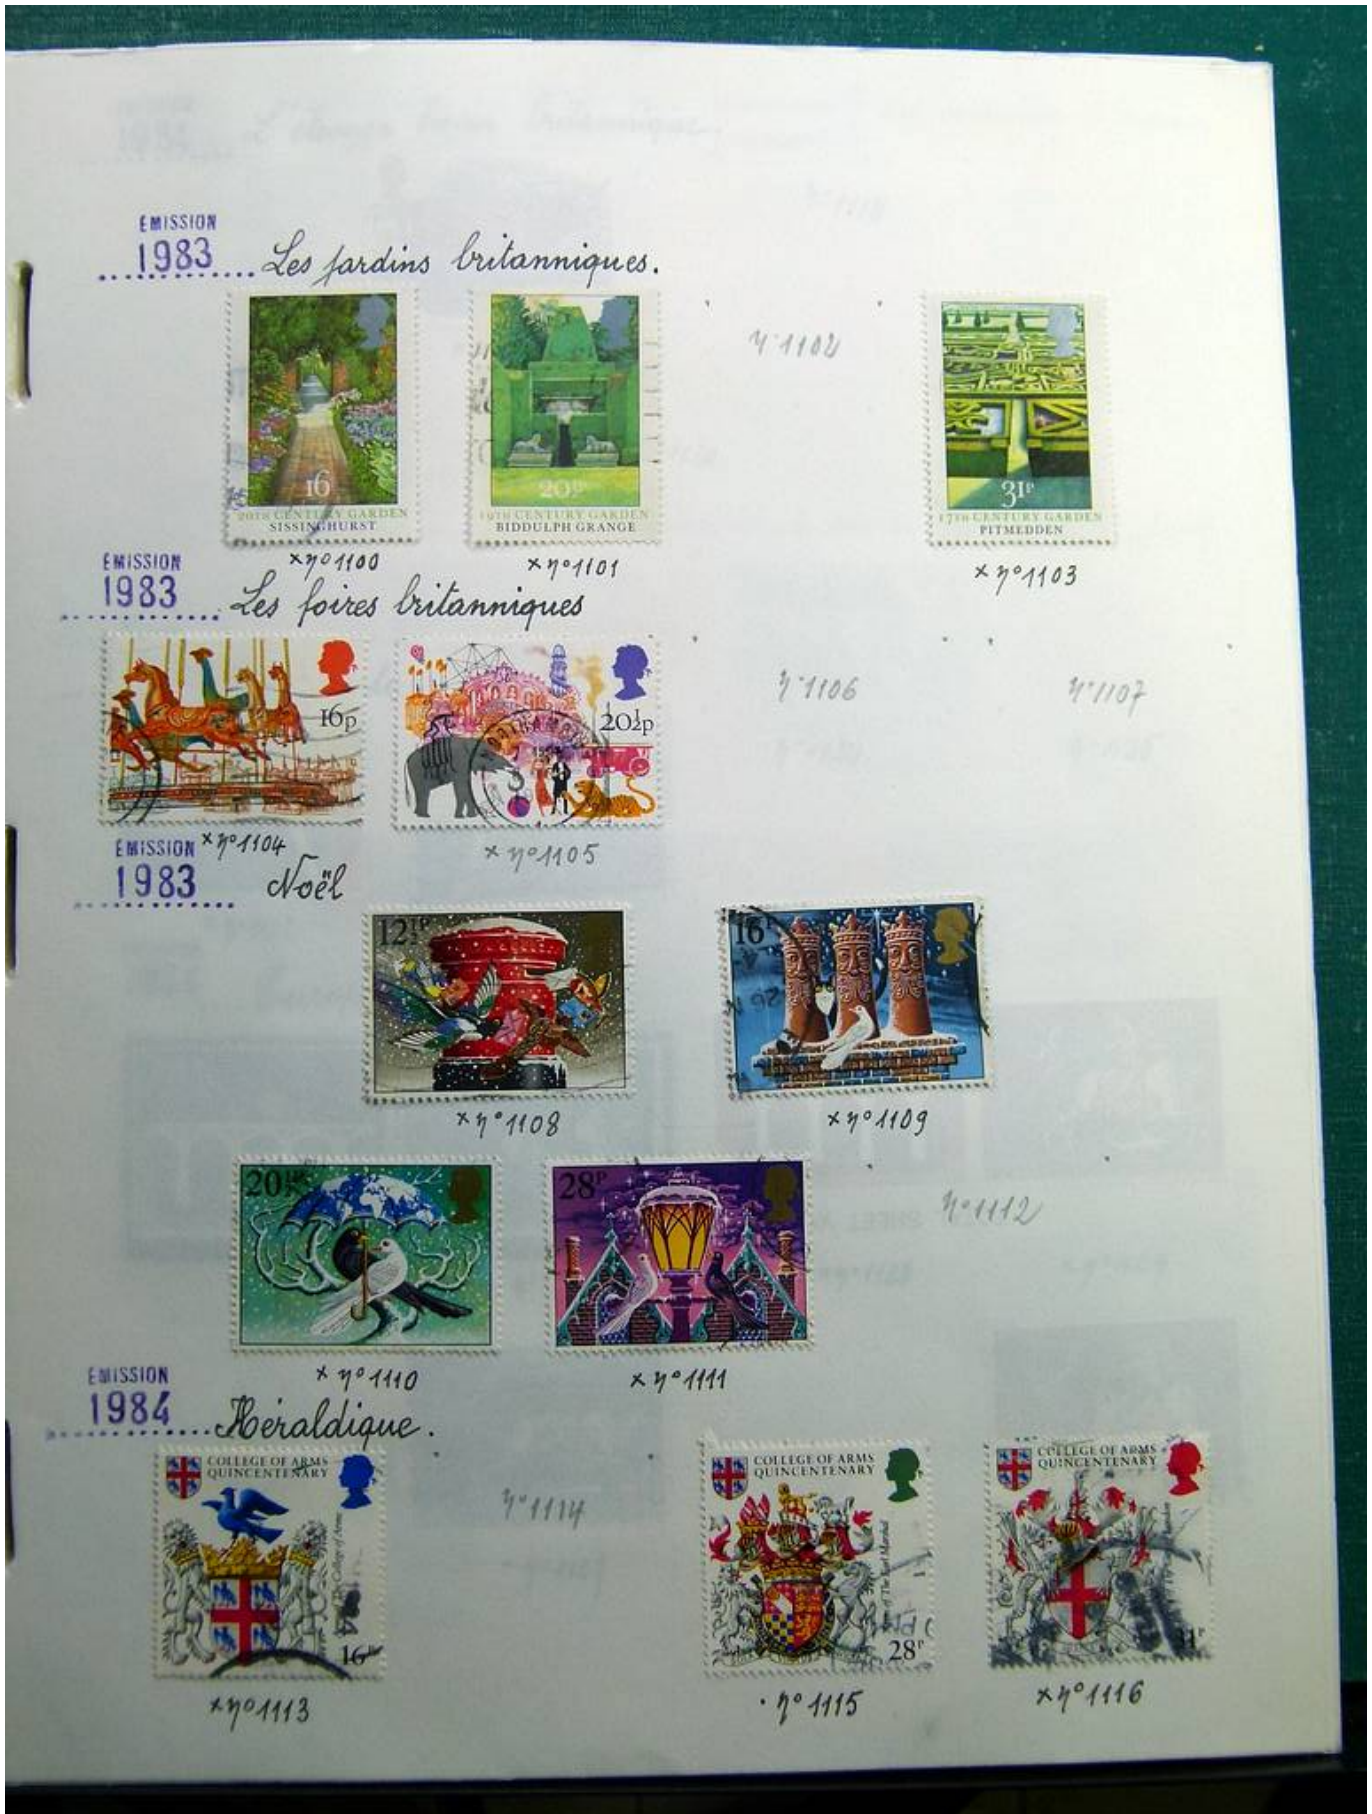 EMISSION
1983 Les jardins britanniques.
n°1102
16
20TH CENTURY GARDEN
SISSINGHURST
20½P
19TH CENTURY GARDEN
BIDDULPH GRANGE
31P
17TH CENTURY GARDEN
PITMEDDEN
x n°1100
x n°1101
x n°1103
EMISSION
1983 Les foires britanniques
16p
20½p
n°1106
n°1107
x n°1104
x n°1105
EMISSION
1983 Noël
12½P
16P
x n°1108
x n°1109
20½P
28P
n°1112
x n°1110
x n°1111
EMISSION
1984 Héraldique.
COLLEGE OF ARMS
QUINCENTENARY
16P
n°1114
COLLEGE OF ARMS
QUINCENTENARY
28P
COLLEGE OF ARMS
QUINCENTENARY
31P
x n°1113
. n°1115
x n°1116